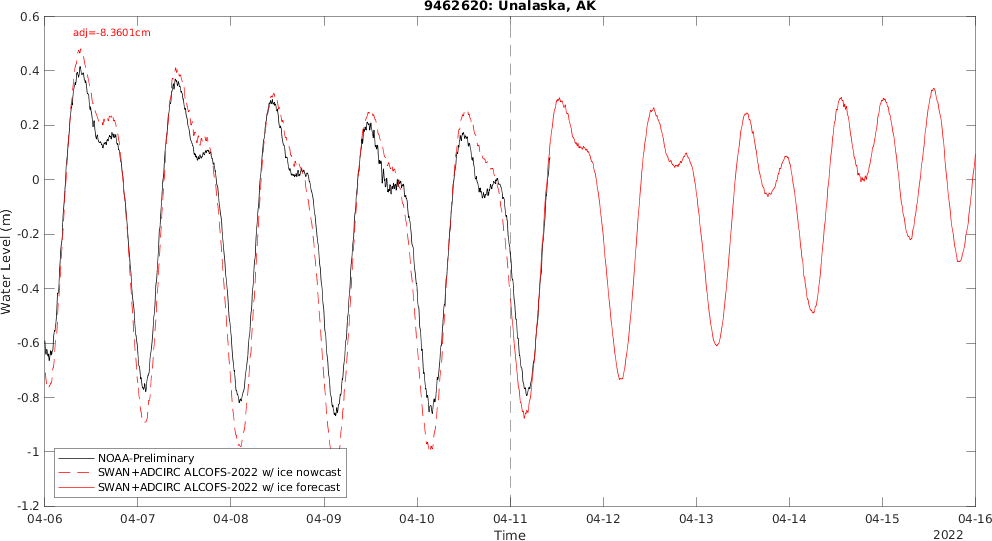 9462620: Unalaska, AK
adj=-8.3601cm
0.6
0.4
0.2
0
-0.2
-0.4
-0.6
-0.8
-1
-1.2
Water Level (m)
NOAA-Preliminary
SWAN+ADCIRC ALCOFS-2022 w/ ice nowcast
SWAN+ADCIRC ALCOFS-2022 w/ ice forecast
04-06 04-07 04-08 04-09 04-10 04-11 04-12 04-13 04-14 04-15 04-16
Time
2022